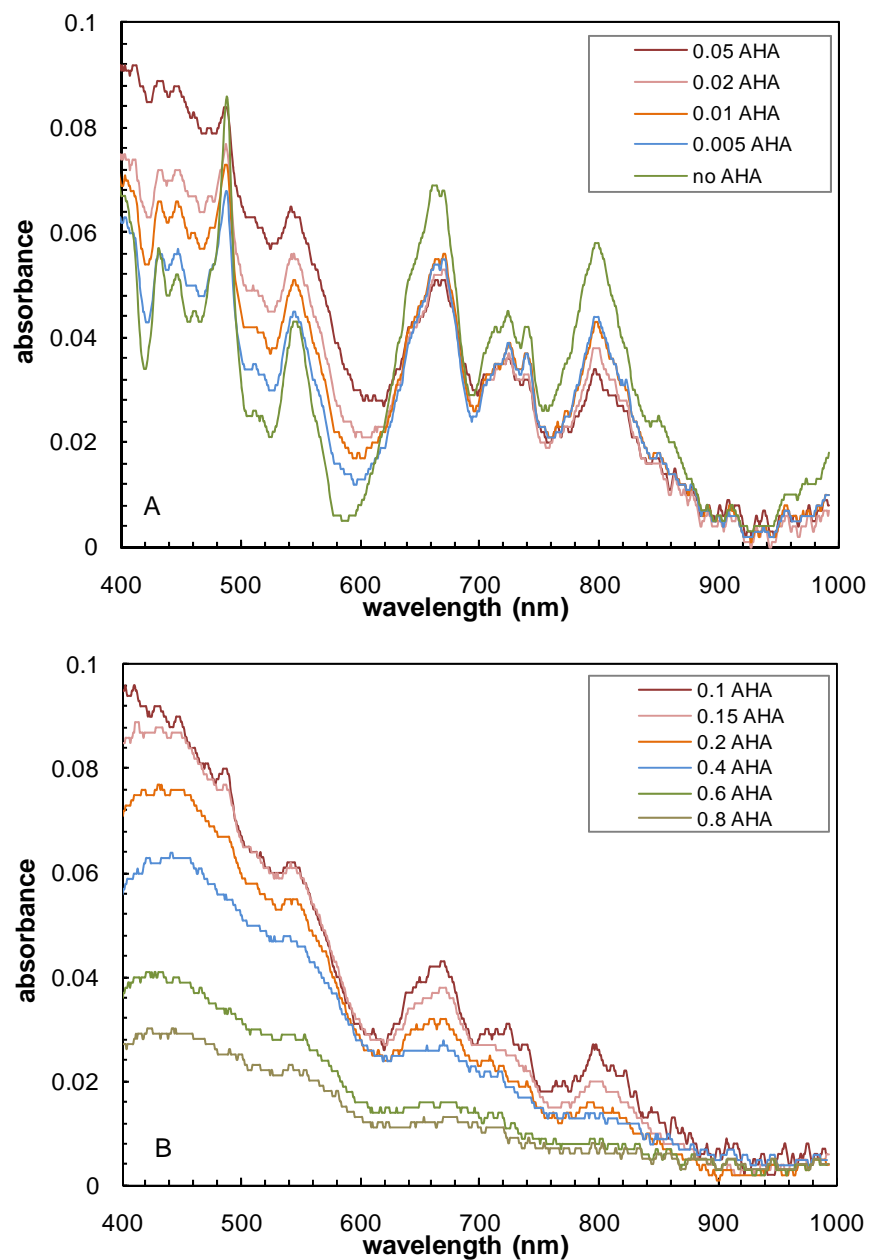 0.1
0.08
0.06
0.04
0.02
0
absorbance
0.05 AHA
0.02 AHA
0.01 AHA
0.005 AHA
no AHA
A
400 500 600 700 800 900 1000
wavelength (nm)
0.1
0.08
0.06
0.04
0.02
0
absorbance
0.1 AHA
0.15 AHA
0.2 AHA
0.4 AHA
0.6 AHA
0.8 AHA
B
400 500 600 700 800 900 1000
wavelength (nm)